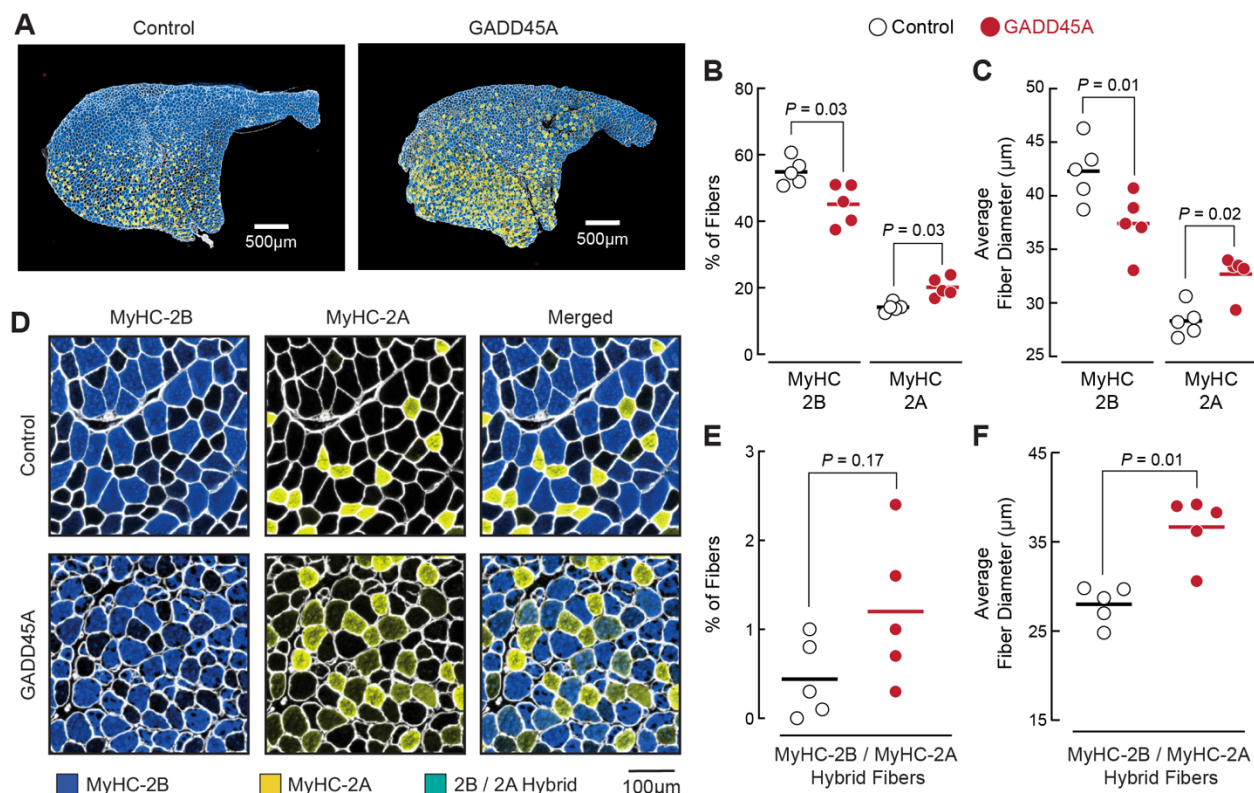 A
Control
GADD45A
500µm
500µm
Control
GADD45A
B
80
60
40
20
0
% of Fibers
P = 0.03
P = 0.03
MyHC
2B
MyHC
2A
C
50
45
40
35
30
25
Average
Fiber Diameter (µm)
P = 0.01
P = 0.02
MyHC
2B
MyHC
2A
D
MyHC-2B
MyHC-2A
Merged
Control
GADD45A
MyHC-2B
MyHC-2A
2B / 2A Hybrid
100µm
E
3
2
1
0
% of Fibers
P = 0.17
MyHC-2B / MyHC-2A
Hybrid Fibers
F
45
35
25
15
Average
Fiber Diameter (µm)
P = 0.01
MyHC-2B / MyHC-2A
Hybrid Fibers